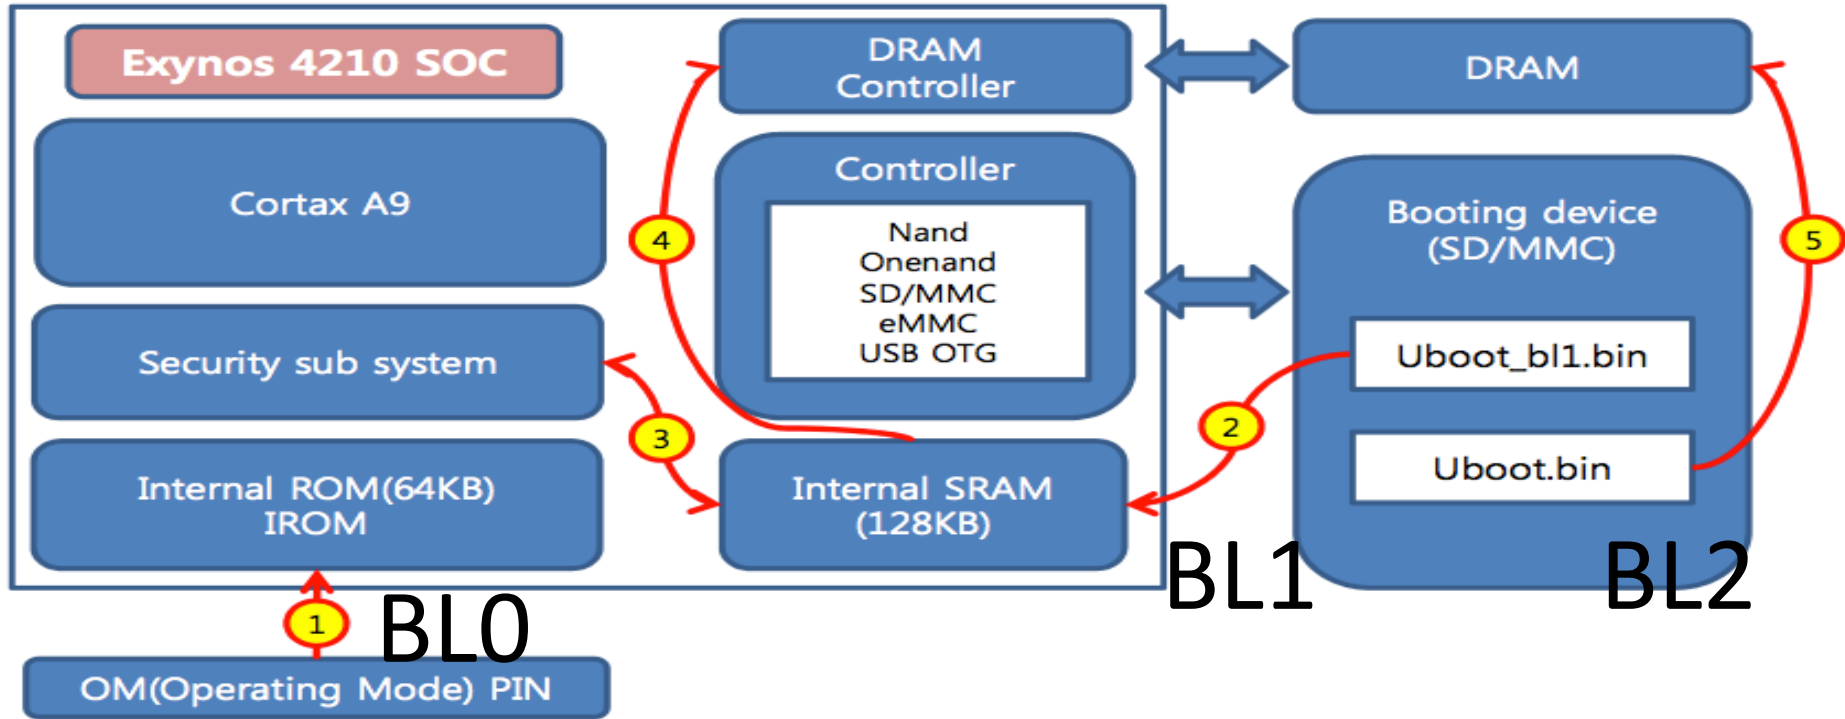 Exynos 4210 SOC
DRAM
Controller
DRAM
Cortax A9
Controller
Nand
Onenand
SD/MMC
eMMC
USB OTG
Booting device
(SD/MMC)
4
5
Security sub system
Uboot_bl1.bin
3
2
Uboot.bin
Internal ROM(64KB)
IROM
Internal SRAM
(128KB)
BL1
BL2
1
BL0
OM(Operating Mode) PIN